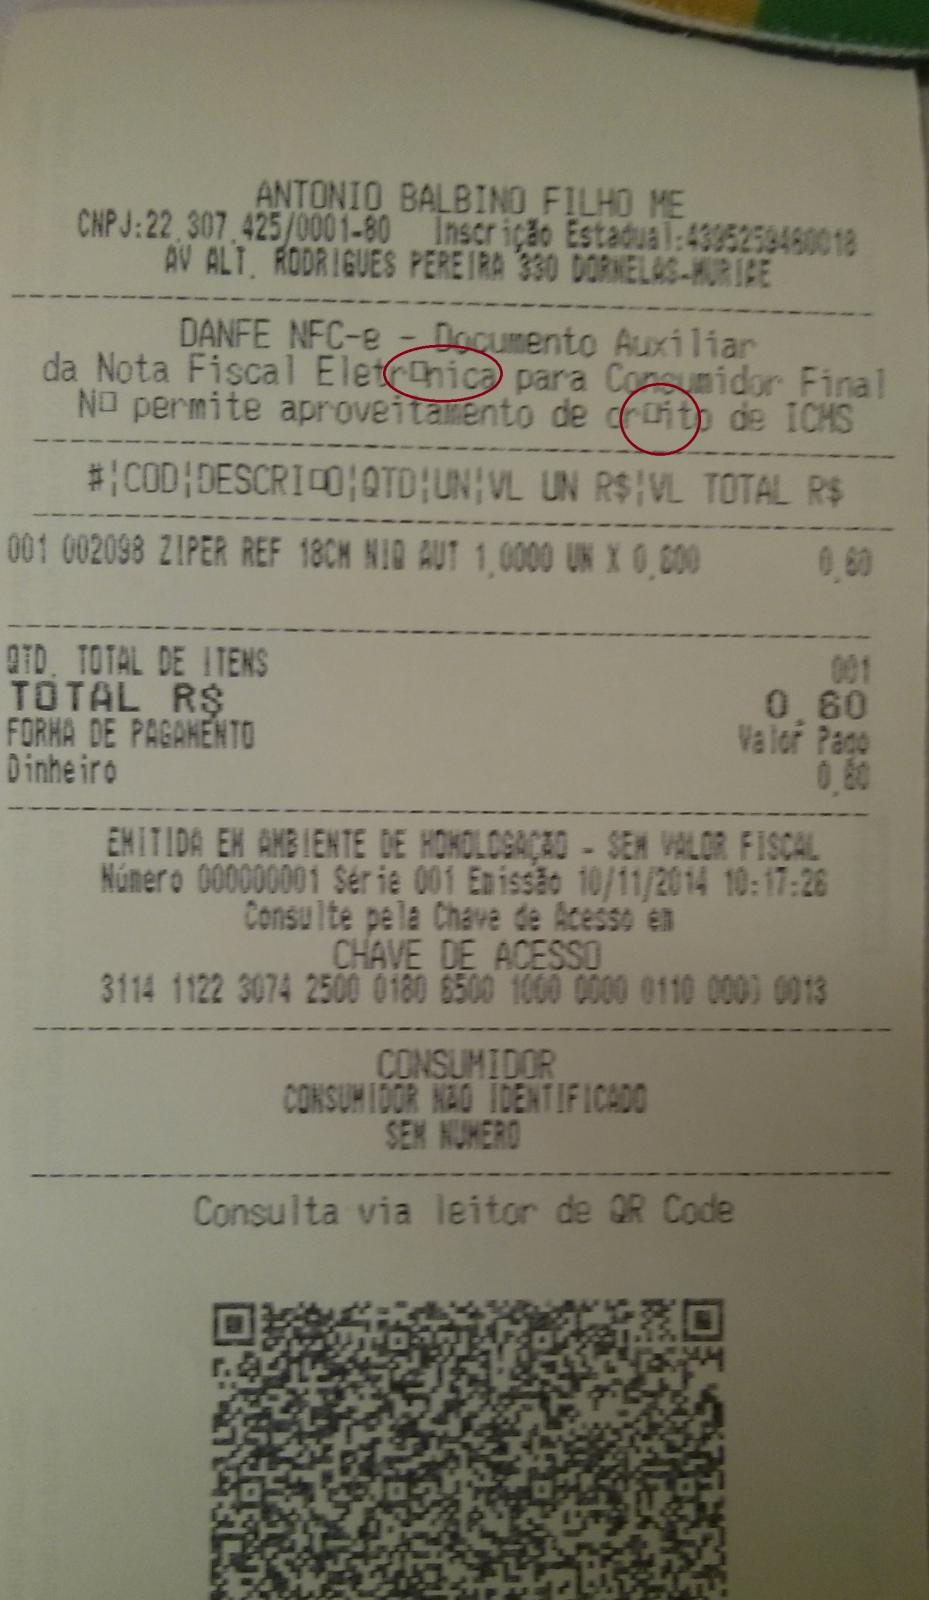 ANTONIO BALBINO FILHO ME
CNPJ:22.307.425/0001-80 Inscrição Estadual:4395259460018
AV ALT. RODRIGUES PEREIRA 330 DORNELAS-MURIAE
DANFE NFC-e - Documento Auxiliar
da Nota Fiscal Eletr□nica para Consumidor Final
N□ permite aproveitamento de cr□ito de ICMS
#¦COD¦DESCRI□O¦QTD¦UN¦VL UN R$¦VL TOTAL R$
001 002098 ZIPER REF 18CM NIQ AUT 1,0000 UN X 0,600 0,60
QTD. TOTAL DE ITENS 001
TOTAL R$ 0,60
FORMA DE PAGAMENTO Valor Pago
Dinheiro 0,60
EMITIDA EM AMBIENTE DE HOMOLOGAÇÃO - SEM VALOR FISCAL
Número 000000001 Série 001 Emissão 10/11/2014 10:17:26
Consulte pela Chave de Acesso em
CHAVE DE ACESSO
3114 1122 3074 2500 0180 6500 1000 0000 0110 0000 0013
CONSUMIDOR
CONSUMIDOR NÃO IDENTIFICADO
SEM NUMERO
Consulta via leitor de QR Code